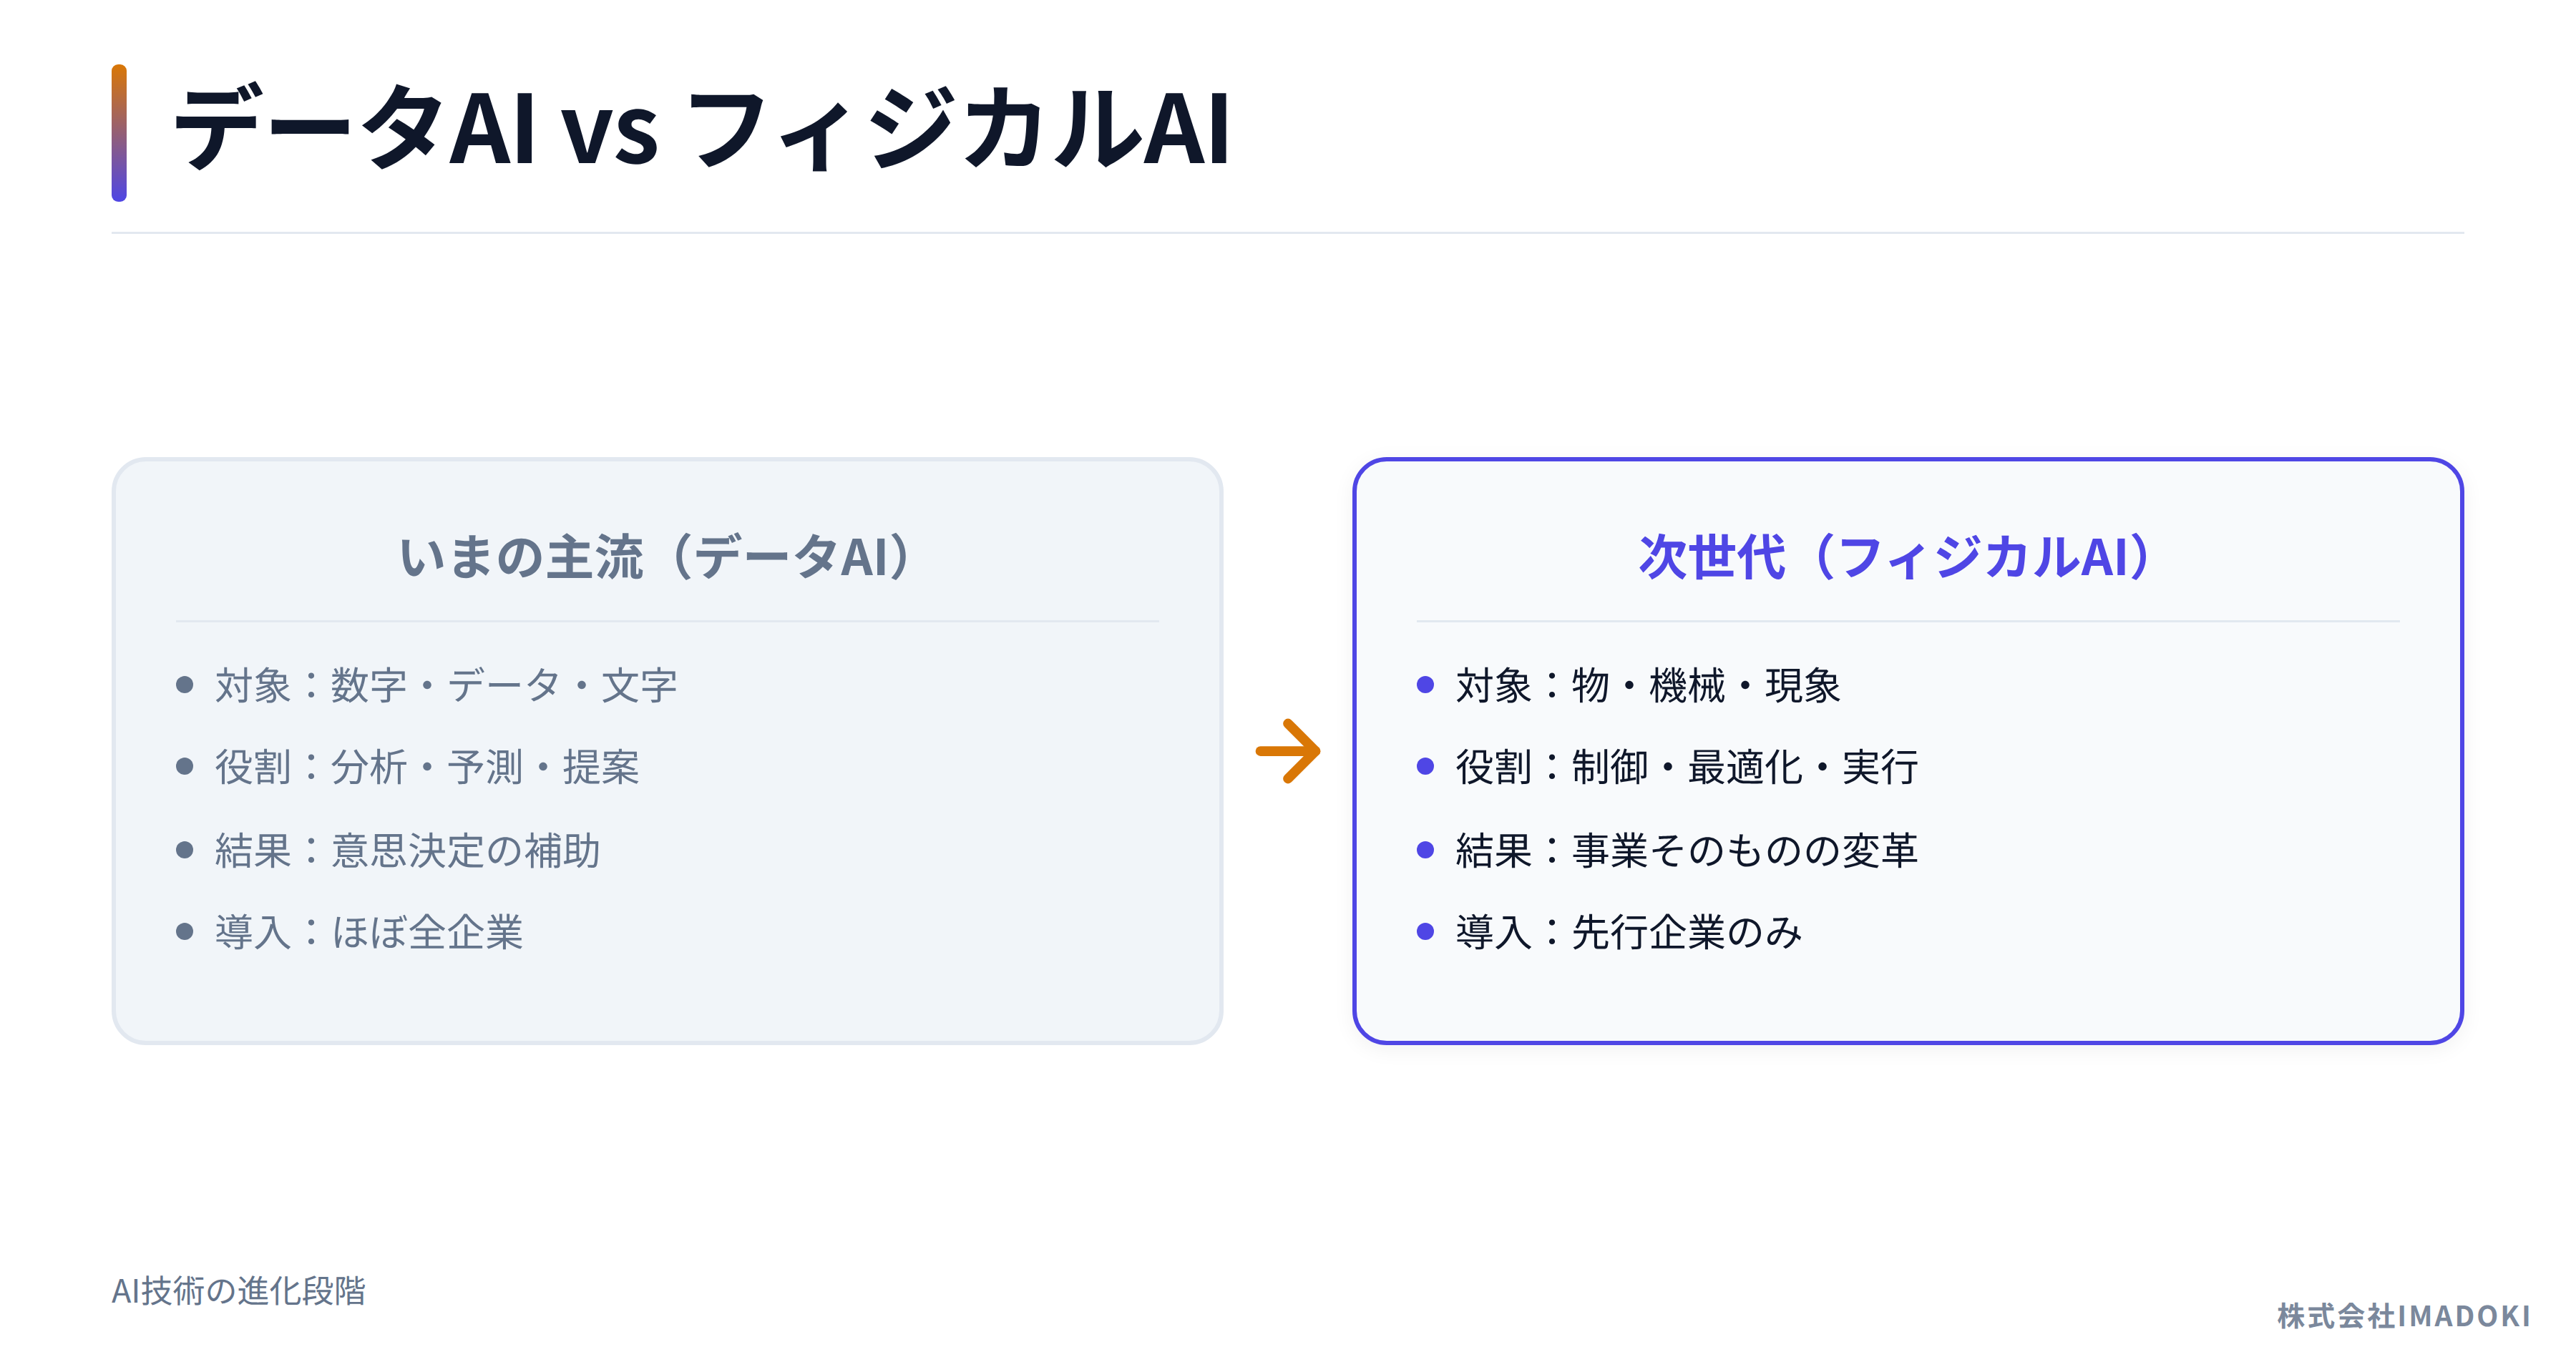 データAI vs フィジカルAI
いまの主流（データAI）
対象：数字・データ・文字
役割：分析・予測・提案
結果：意思決定の補助
導入：ほぼ全企業
次世代（フィジカルAI）
対象：物・機械・現象
役割：制御・最適化・実行
結果：事業そのものの変革
導入：先行企業のみ
AI技術の進化段階
株式会社IMADOKI